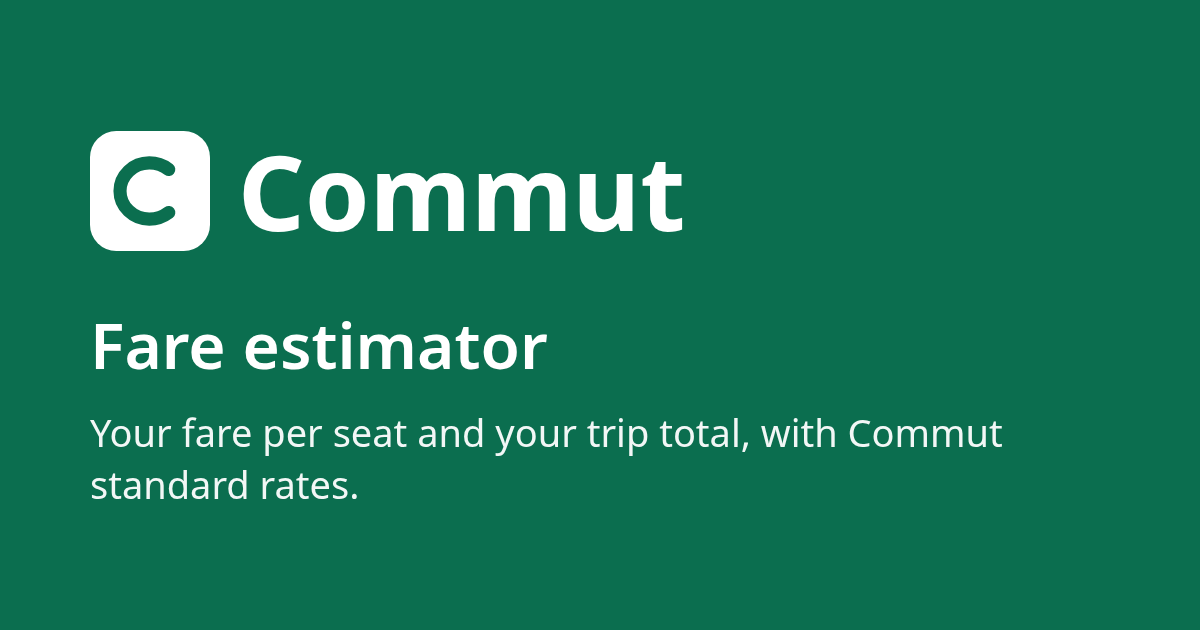 Commut
Fare estimator
Your fare per seat and your trip total, with Commut
standard rates.